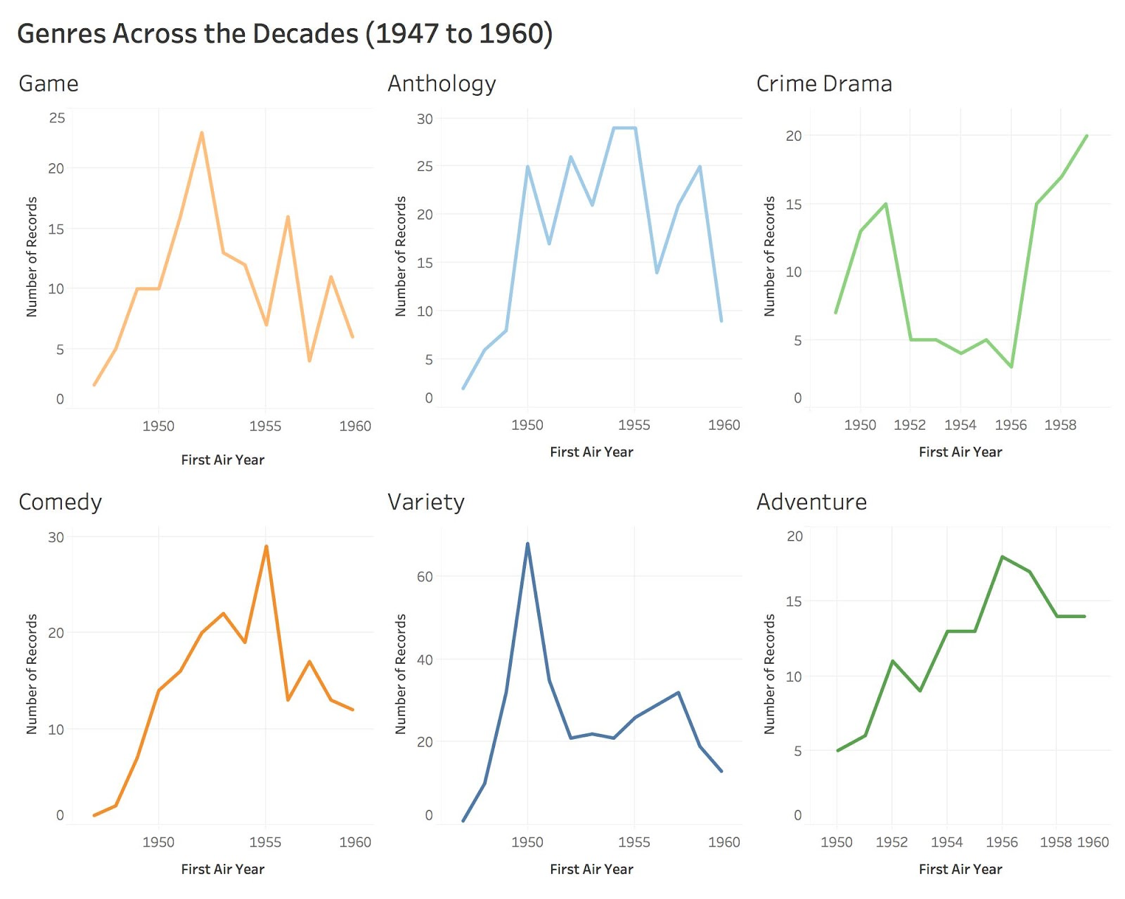 Genres Across the Decades (1947 to 1960)
Game
Number of Records
25
20
15
10
5
0
1950 1955 1960
First Air Year
Anthology
Number of Records
30
25
20
15
10
5
0
1950 1955 1960
First Air Year
Crime Drama
Number of Records
20
15
10
5
0
1950 1952 1954 1956 1958
First Air Year
Comedy
Number of Records
30
20
10
0
1950 1955 1960
First Air Year
Variety
Number of Records
60
40
20
0
1950 1955 1960
First Air Year
Adventure
Number of Records
20
15
10
5
0
1950 1952 1954 1956 1958 1960
First Air Year